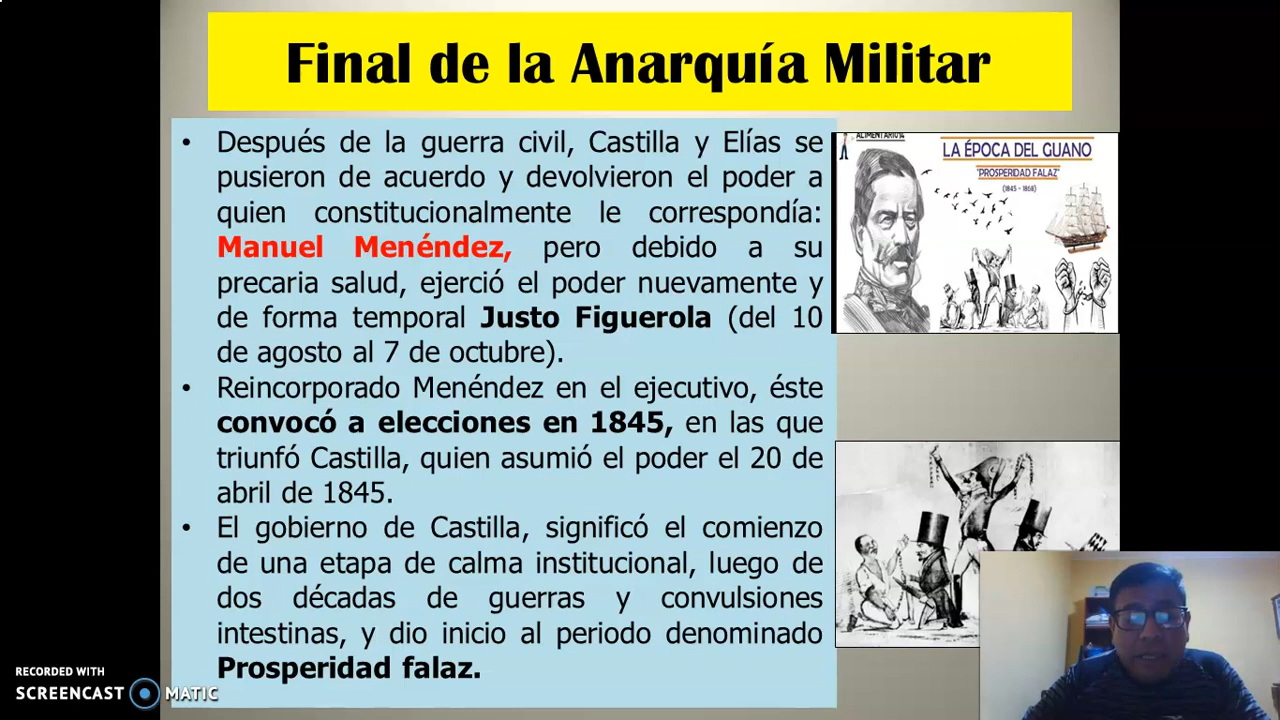 Final de la Anarquía Militar
• Después de la guerra civil, Castilla y Elías se
pusieron de acuerdo y devolvieron el poder a
quien constitucionalmente le correspondía:
Manuel Menéndez, pero debido a su
precaria salud, ejerció el poder nuevamente y
de forma temporal Justo Figuerola (del 10
de agosto al 7 de octubre).
• Reincorporado Menéndez en el ejecutivo, éste
convocó a elecciones en 1845, en las que
triunfó Castilla, quien asumió el poder el 20 de
abril de 1845.
• El gobierno de Castilla, significó el comienzo
de una etapa de calma institucional, luego de
dos décadas de guerras y convulsiones
intestinas, y dio inicio al periodo denominado
Prosperidad falaz.
LA ÉPOCA DEL GUANO
"PROSPERIDAD FALAZ"
(1845 - 1868)
RECORDED WITH
SCREENCAST MATIC